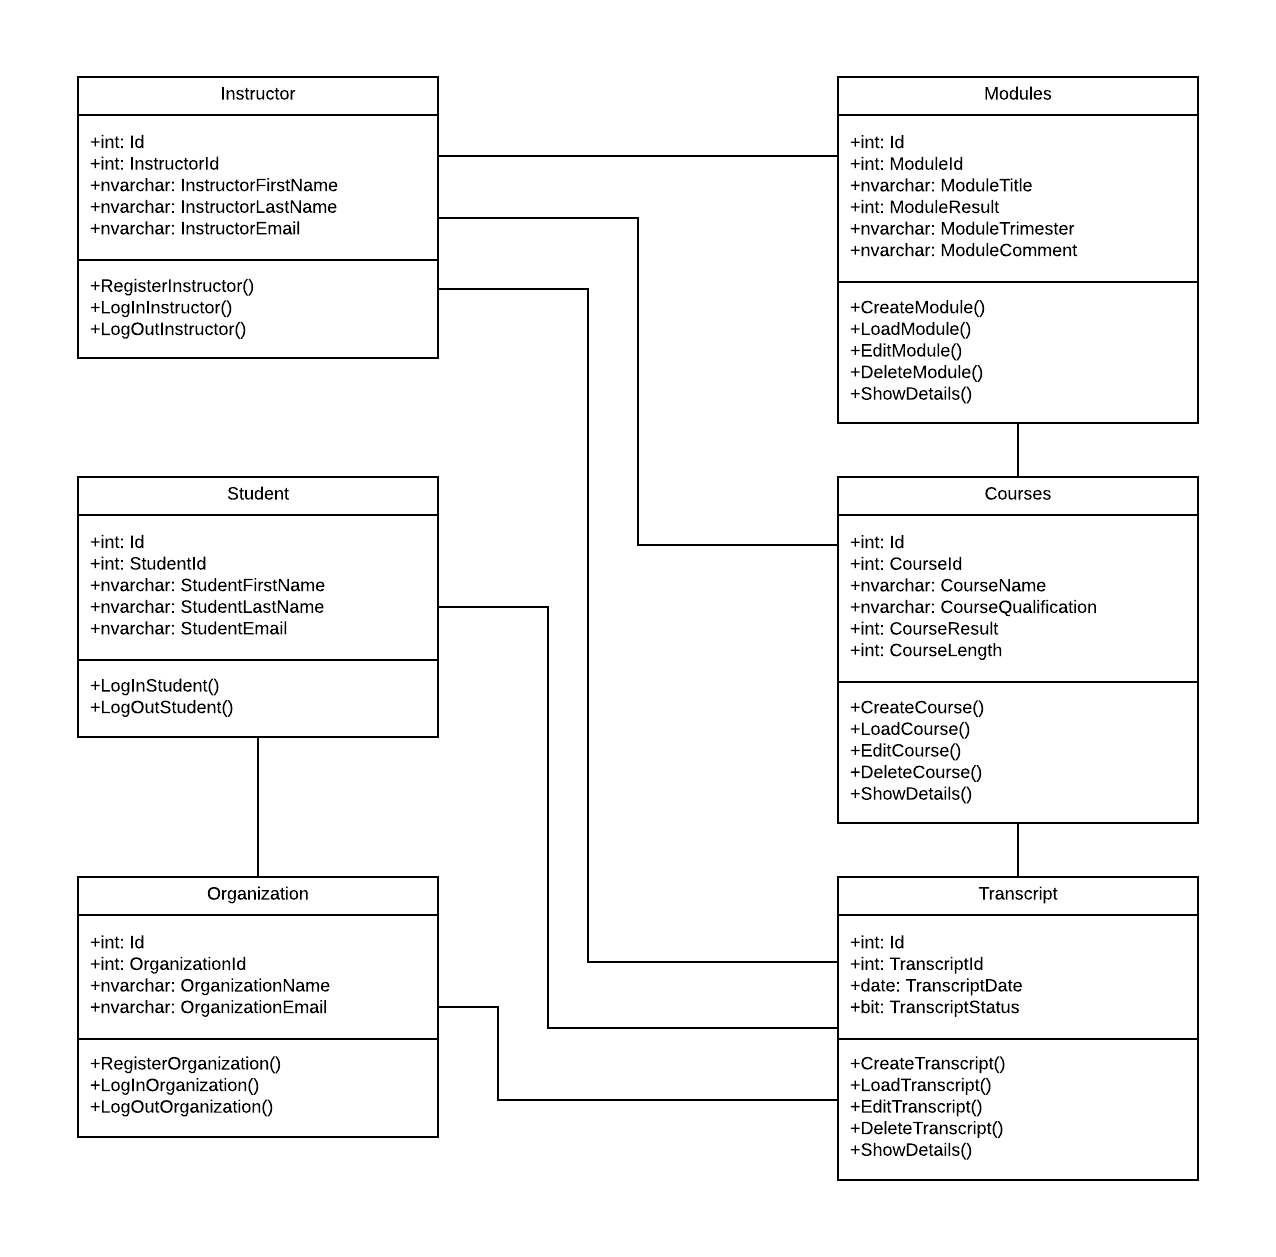 Instructor
+int: Id
+int: InstructorId
+nvarchar: InstructorFirstName
+nvarchar: InstructorLastName
+nvarchar: InstructorEmail
+RegisterInstructor()
+LogInInstructor()
+LogOutInstructor()
Modules
+int: Id
+int: ModuleId
+nvarchar: ModuleTitle
+int: ModuleResult
+nvarchar: ModuleTrimester
+nvarchar: ModuleComment
+CreateModule()
+LoadModule()
+EditModule()
+DeleteModule()
+ShowDetails()
Student
+int: Id
+int: StudentId
+nvarchar: StudentFirstName
+nvarchar: StudentLastName
+nvarchar: StudentEmail
+LogInStudent()
+LogOutStudent()
Courses
+int: Id
+int: CourseId
+nvarchar: CourseName
+nvarchar: CourseQualification
+int: CourseResult
+int: CourseLength
+CreateCourse()
+LoadCourse()
+EditCourse()
+DeleteCourse()
+ShowDetails()
Organization
+int: Id
+int: OrganizationId
+nvarchar: OrganizationName
+nvarchar: OrganizationEmail
+RegisterOrganization()
+LogInOrganization()
+LogOutOrganization()
Transcript
+int: Id
+int: TranscriptId
+date: TranscriptDate
+bit: TranscriptStatus
+CreateTranscript()
+LoadTranscript()
+EditTranscript()
+DeleteTranscript()
+ShowDetails()